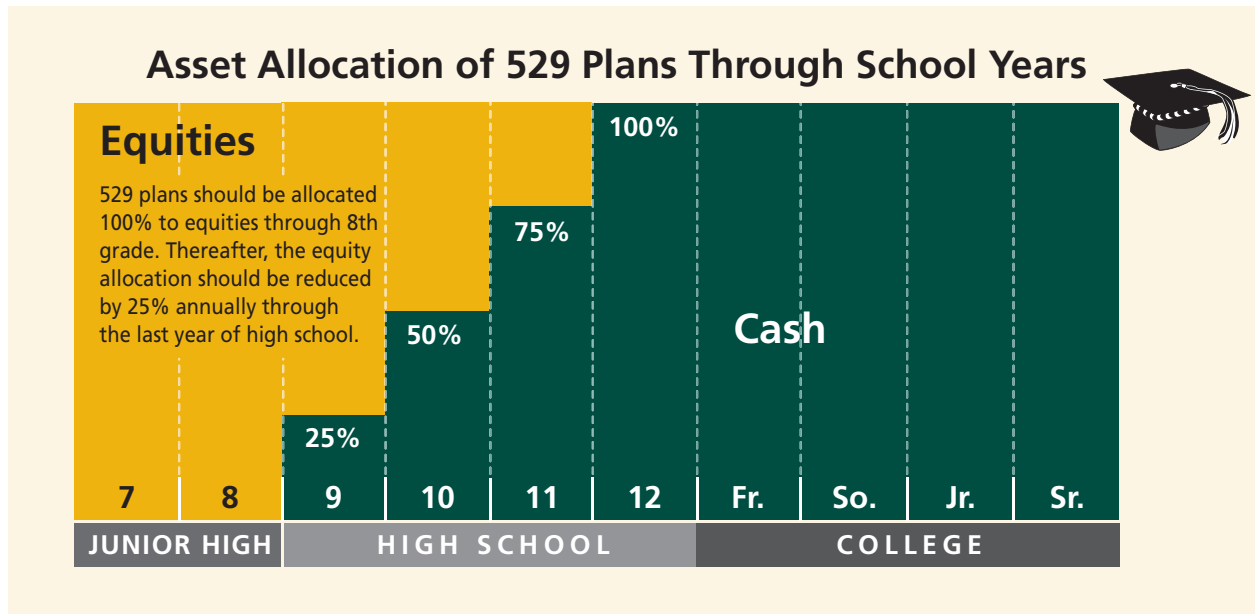 Asset Allocation of 529 Plans Through School Years
Equities
529 plans should be allocated
100% to equities through 8th
grade. Thereafter, the equity
allocation should be reduced
by 25% annually through
the last year of high school.
25%
50%
75%
100%
Cash
7 8 9 10 11 12 Fr. So. Jr. Sr.
JUNIOR HIGH HIGH SCHOOL COLLEGE